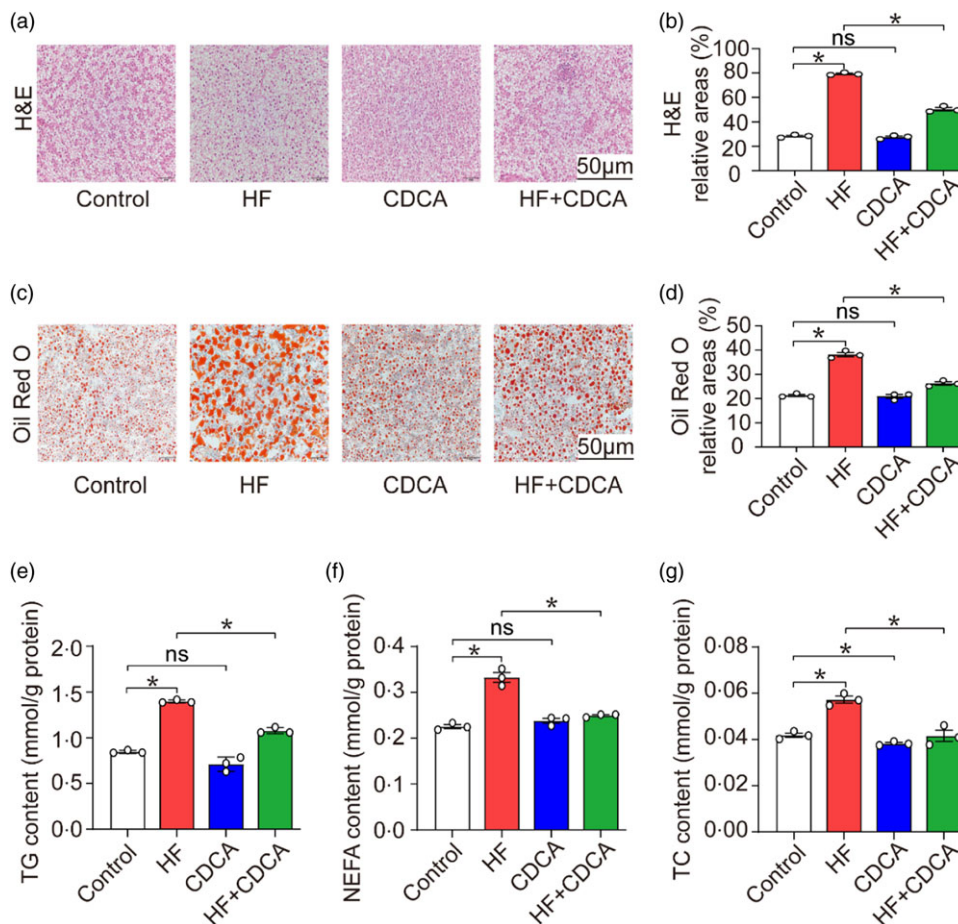 (a)
H&E
Control
HF
CDCA
HF+CDCA
50μm
(b)
H&E
relative areas (%)
80
60
40
20
0
*
ns
*
Control
HF
CDCA
HF+CDCA
(c)
Oil Red O
Control
HF
CDCA
HF+CDCA
50μm
(d)
Oil Red O
relative areas (%)
50
40
30
20
10
0
*
ns
*
Control
HF
CDCA
HF+CDCA
(e)
TG content (mmol/g protein)
2·0
1·5
1·0
0·5
0·0
*
ns
*
Control
HF
CDCA
HF+CDCA
(f)
NEFA content (mmol/g protein)
0·4
0·3
0·2
0·1
0·0
*
ns
*
Control
HF
CDCA
HF+CDCA
(g)
TC content (mmol/g protein)
0·08
0·06
0·04
0·02
0·00
*
*
*
Control
HF
CDCA
HF+CDCA